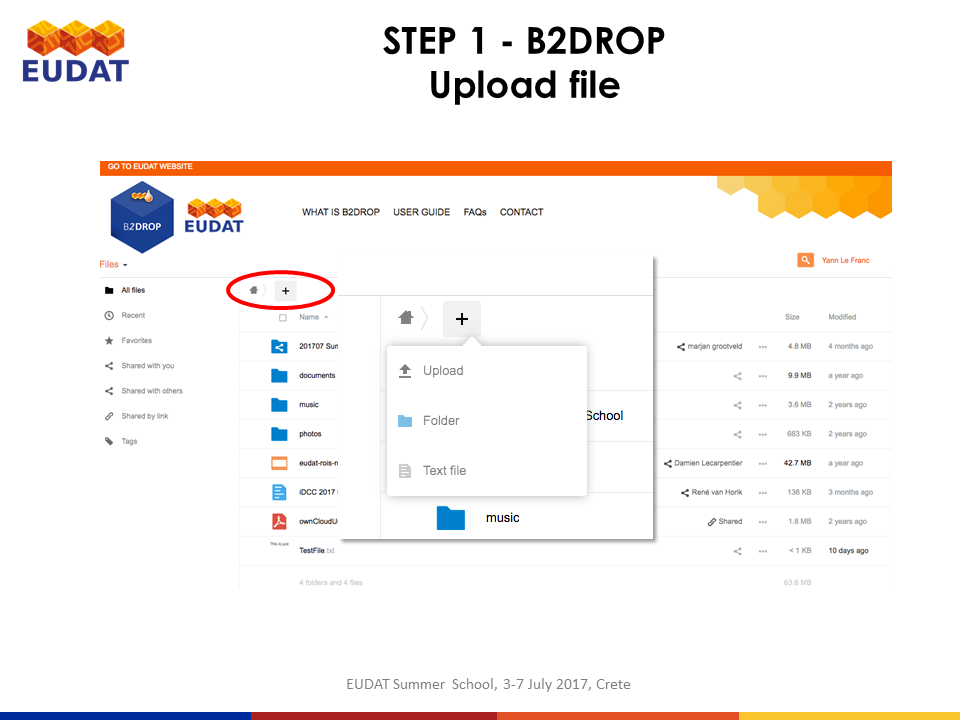 EUDAT
STEP 1 - B2DROP
Upload file
GO TO EUDAT WEBSITE
B2DROP
EUDAT
WHAT IS B2DROP USER GUIDE FAQs CONTACT
Files
Yann Le Franc
All files
Recent
Favorites
Shared with you
Shared with others
Shared by link
Tags
+
Name Size Modified
201707 Sum marjan grootveld ... 4.8 MB 4 months ago
documents ... 9.9 MB a year ago
music ... 3.6 MB 2 years ago
photos ... 663 KB 2 years ago
eudat-rois-n Damien Lecarpentier ... 42.7 MB a year ago
iDCC 2017 René van Horik ... 138 KB 3 months ago
ownCloudU Shared ... 1.8 MB 2 years ago
This is just
TestFile.txt ... < 1 KB 10 days ago
4 folders and 4 files 63.6 MB
+
Upload
Folder
Text file
School
music
EUDAT Summer School, 3-7 July 2017, Crete